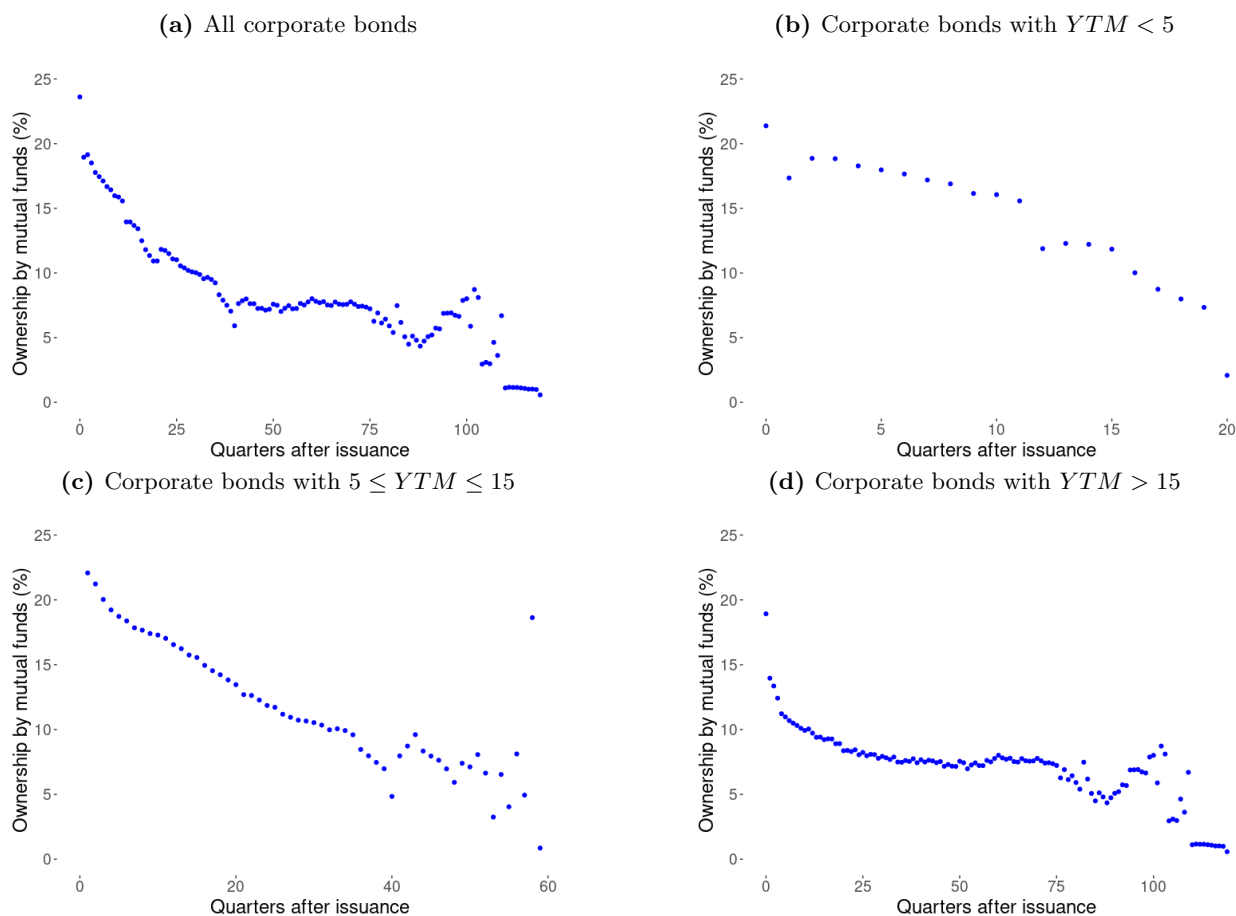 (a) All corporate bonds
25
20
15
10
5
0
Ownership by mutual funds (%)
0 25 50 75 100
Quarters after issuance
(b) Corporate bonds with YTM < 5
25
20
15
10
5
0
Ownership by mutual funds (%)
0 5 10 15 20
Quarters after issuance
(c) Corporate bonds with 5 ≤ YTM ≤ 15
25
20
15
10
5
0
Ownership by mutual funds (%)
0 20 40 60
Quarters after issuance
(d) Corporate bonds with YTM > 15
25
20
15
10
5
0
Ownership by mutual funds (%)
0 25 50 75 100
Quarters after issuance